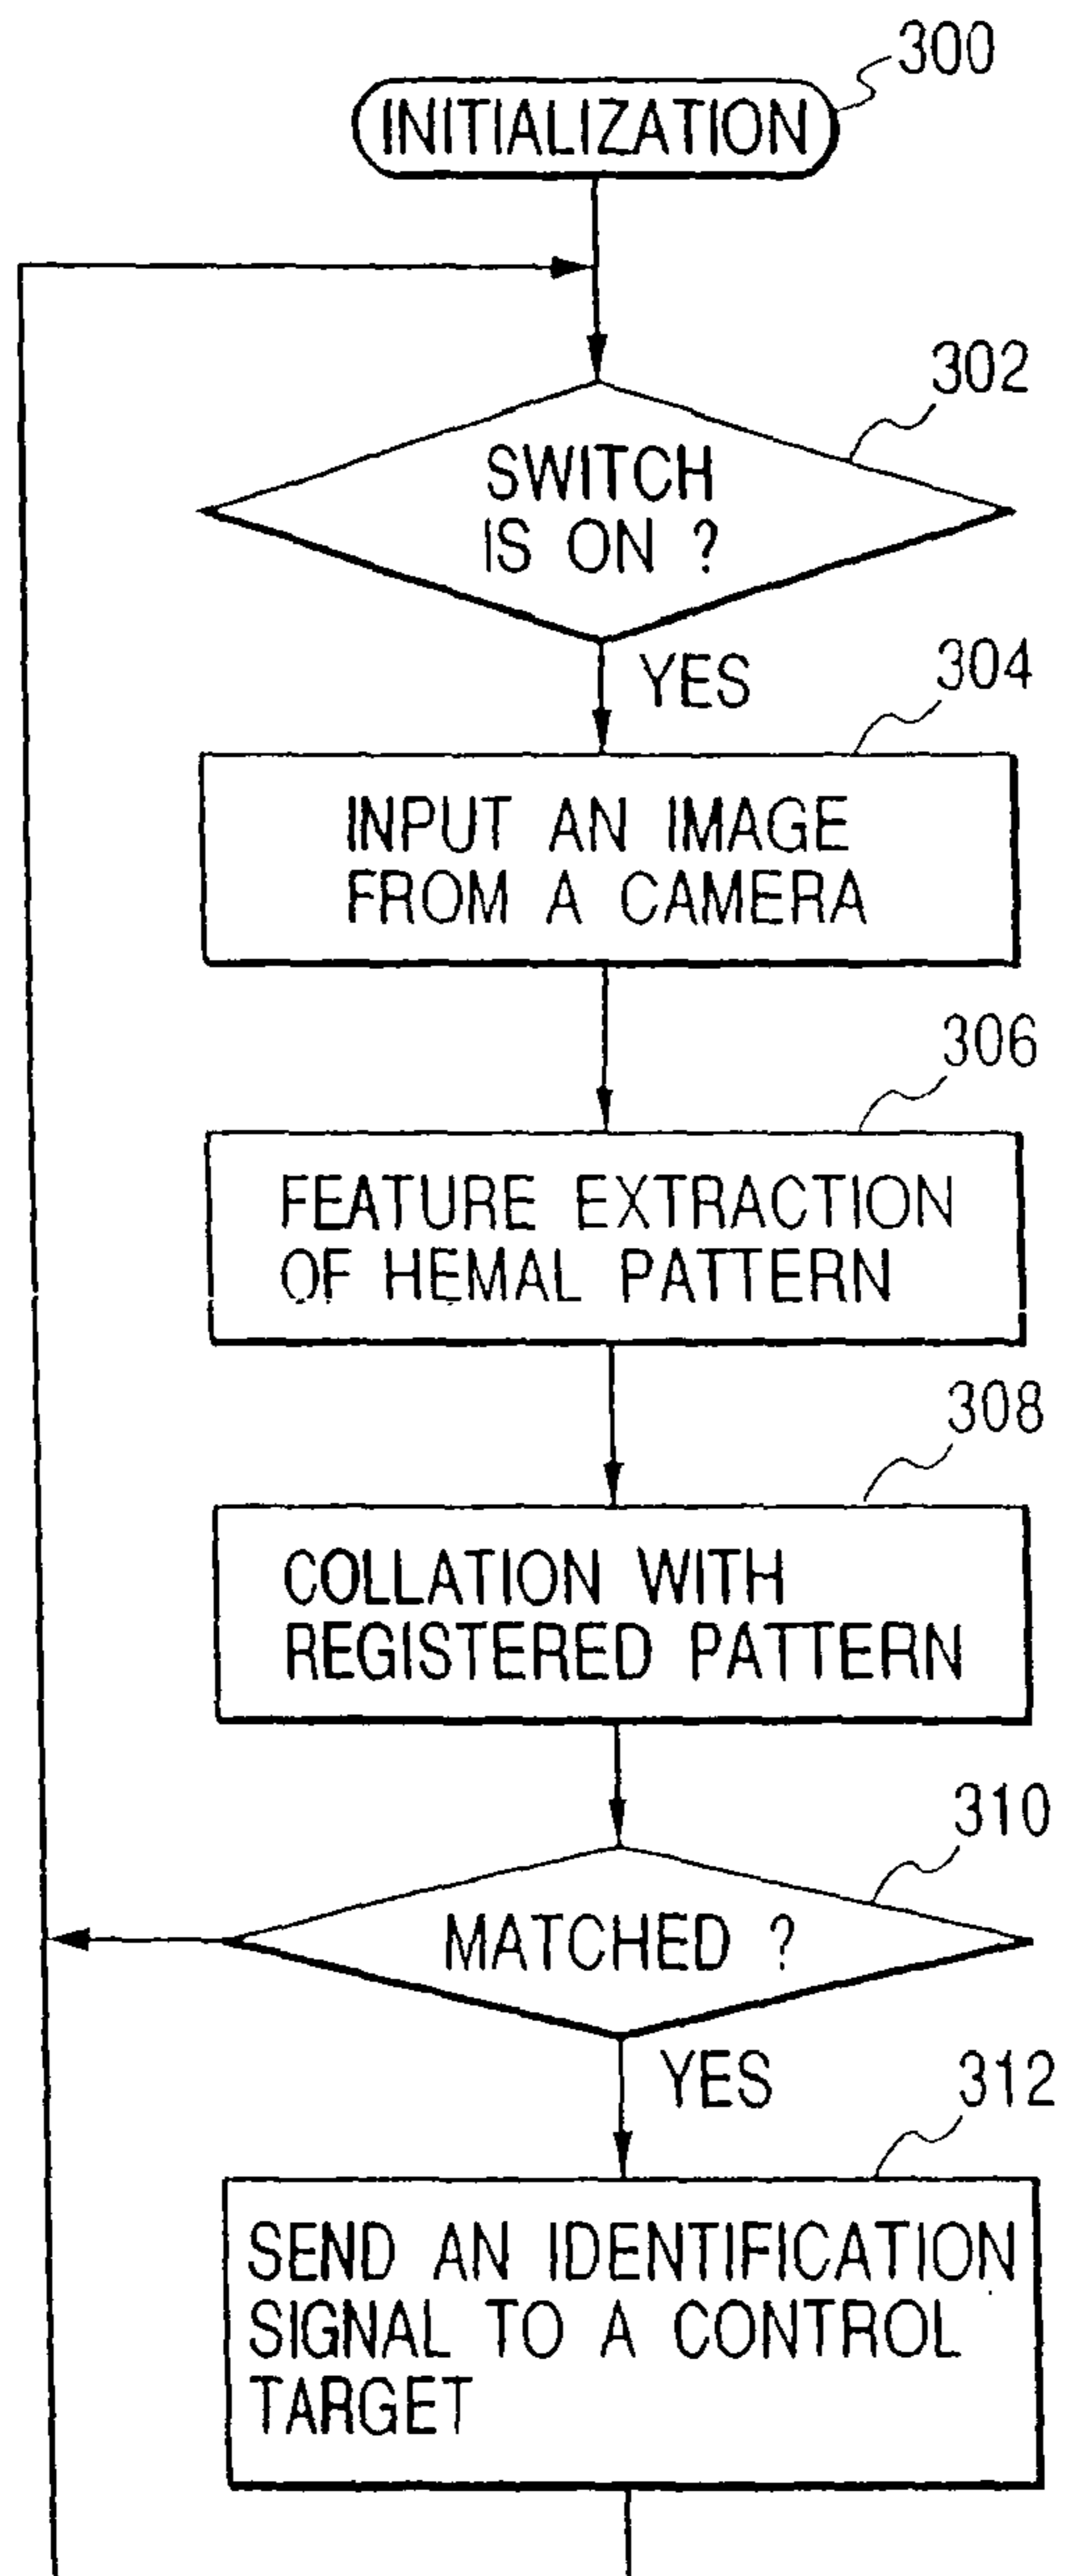 300
INITIALIZATION
302
SWITCH
IS ON ?
YES
304
INPUT AN IMAGE
FROM A CAMERA
306
FEATURE EXTRACTION
OF HEMAL PATTERN
308
COLLATION WITH
REGISTERED PATTERN
310
MATCHED ?
YES
312
SEND AN IDENTIFICATION
SIGNAL TO A CONTROL
TARGET